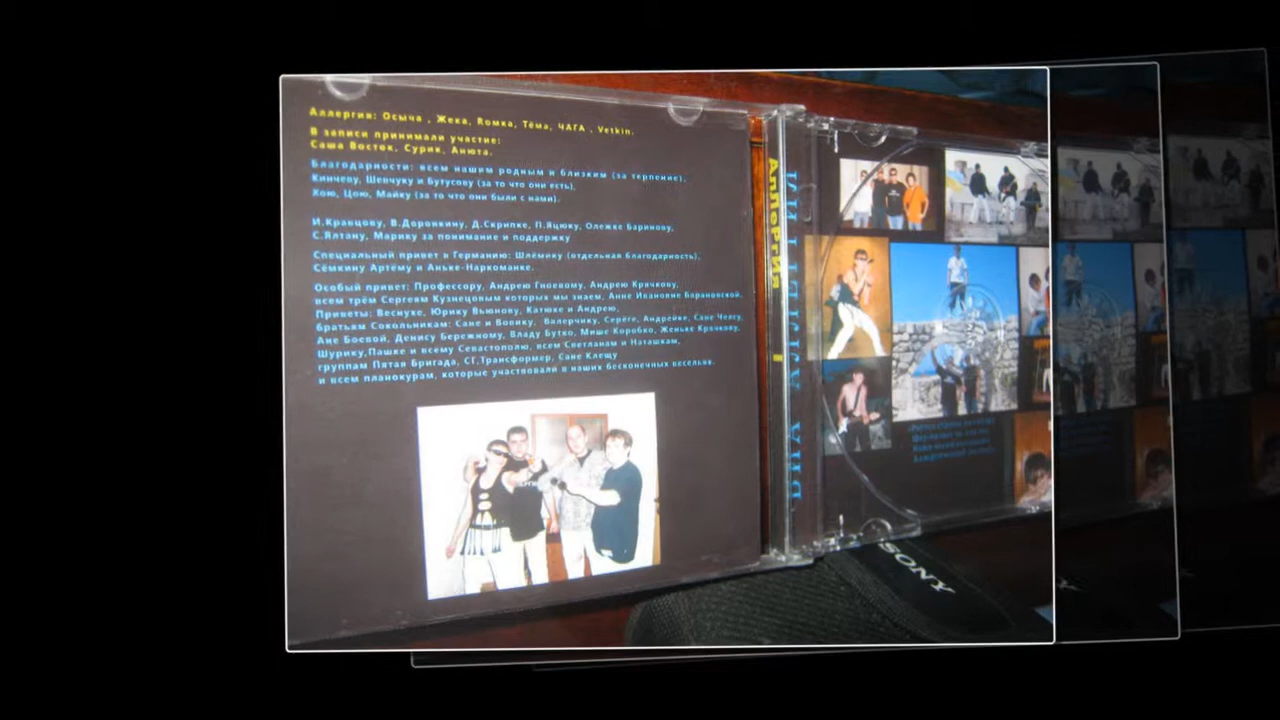 Аллергия: Осыча , Жека, Ромка, Тёма, ЧАГА , Vetkin.
В записи принимали участие:
Саша Восток, Сурик, Анюта.
Благодарности: всем нашим родным и близким (за терпение),
Кинчеву, Шевчуку и Бутусову (за то что они есть),
Хою, Цою, Майку (за то что они были с нами).
И.Кранцову, В.Доронкину, Д.Скрипке, П.Яцюку, Олежке Баринову,
С.Ялтану, Марику за понимание и поддержку
Специальный привет в Германию: Шлёмику (отдельная благодарность),
Сёмкину Артёму и Аньке-Наркоманке.
Особый привет: Профессору, Андрею Гноевому, Андрею Крячкову,
всем трём Сергеям Кузнецовым которых мы знаем, Анне Ивановне Барановской,
Приветы: Веснухе, Юрику Вьюнову, Катюхе и Андрею,
братьям Сокольникам: Сане и Вовику, Валерчику, Серёге, Андрейке, Сане Челсу,
Ане Боевой, Денису Бережному, Владу Бутко, Мише Коробко, Женьке Крячкову,
Шурику,Пашке и всему Севастополю, всем Светланам и Наташкам,
группам Пятая Бригада, СГ.Трансформер, Сане Клещу
и всем планокурам, которые участвовали в наших бесконечных весельях.
АллеРгиЯ
SONY